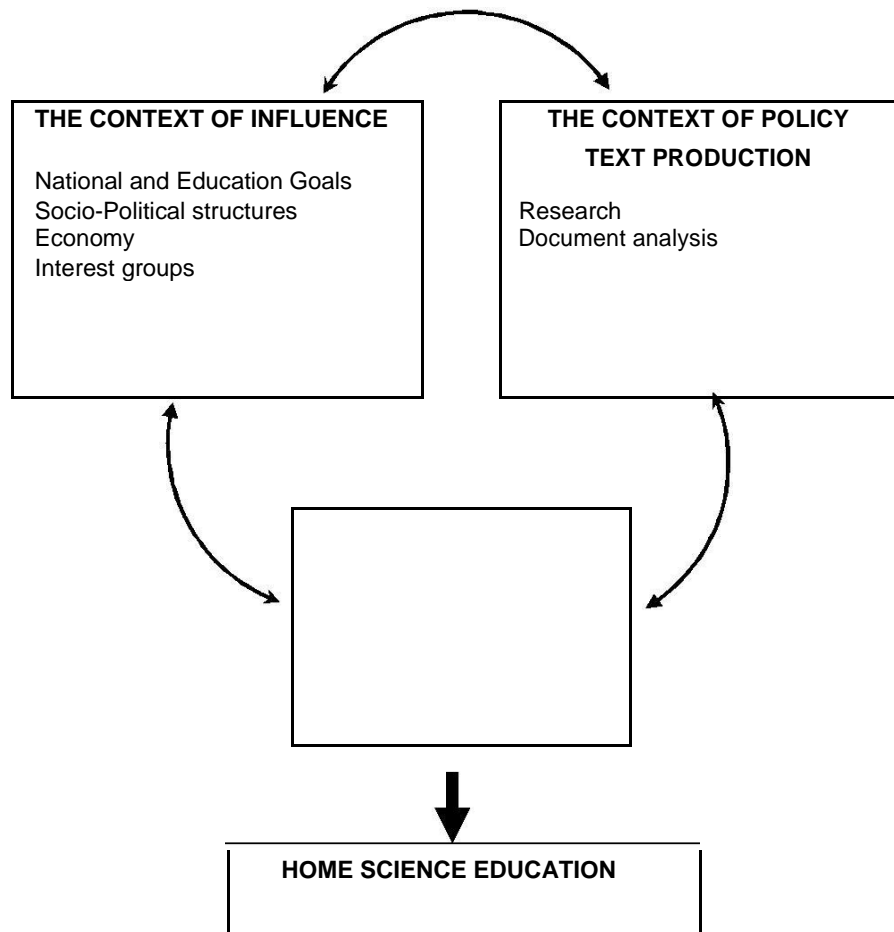 THE CONTEXT OF INFLUENCE
National and Education Goals
Socio-Political structures
Economy
Interest groups
THE CONTEXT OF POLICY
TEXT PRODUCTION
Research
Document analysis
HOME SCIENCE EDUCATION